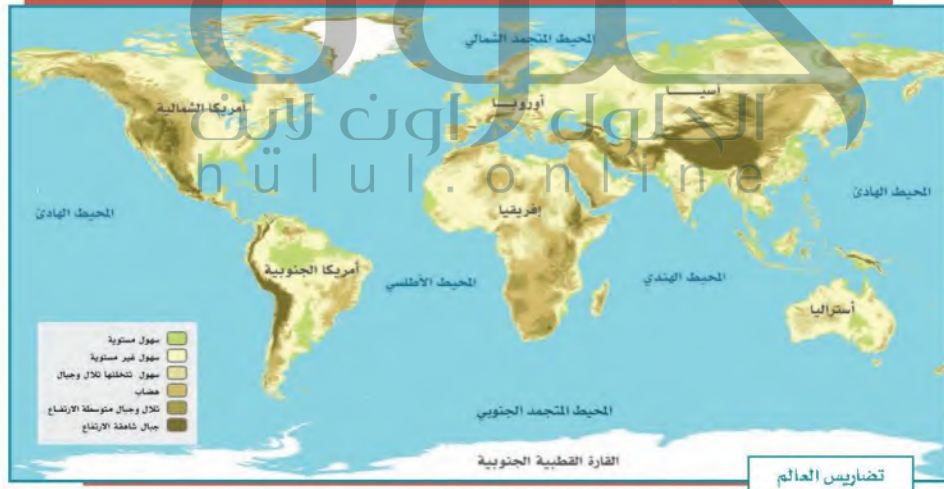 المحيط المتجمد الشمالي
أمريكا الشمالية
أوروبــا
آســيــا
الحلول اون لاين
hulul.online
المحيط الهادئ
المحيط الهادئ
إفريقيا
أمريكا الجنوبية
المحيط الأطلسي
المحيط الهندي
أستراليا
سهول مستوية
سهول غير مستوية
سهول تتخللها تلال وجبال
هضاب
تلال وجبال متوسطة الارتفاع
جبال شاهقة الارتفاع
المحيط المتجمد الجنوبي
القارة القطبية الجنوبية
تضاريس العالم